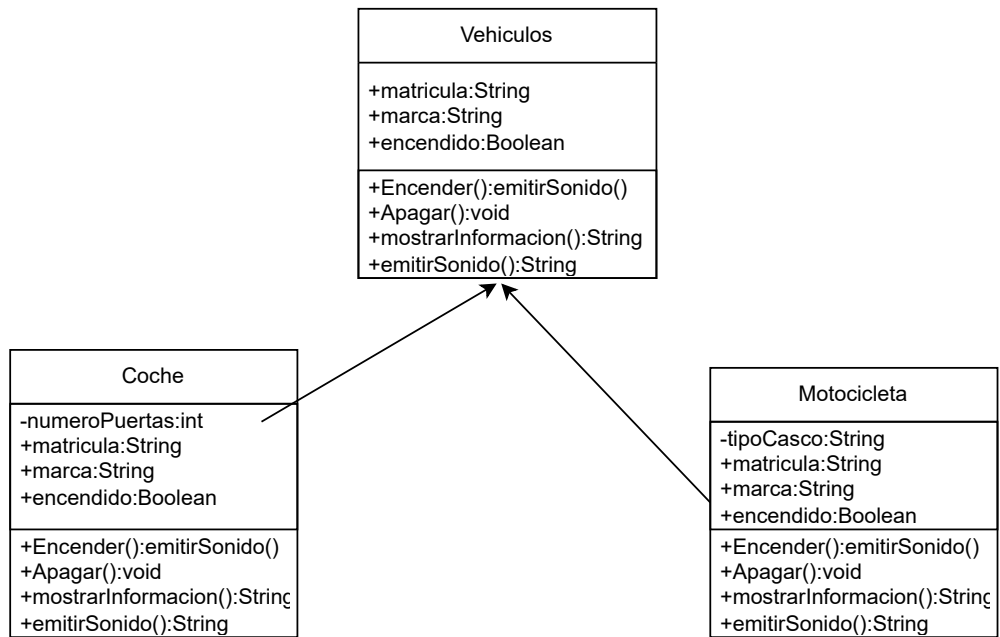 Vehiculos
+matricula:String
+marca:String
+encendido:Boolean
+Encender():emitirSonido()
+Apagar():void
+mostrarInformacion():String
+emitirSonido():String
Coche
-numeroPuertas:int
+matricula:String
+marca:String
+encendido:Boolean
+Encender():emitirSonido()
+Apagar():void
+mostrarInformacion():String
+emitirSonido():String
Motocicleta
-tipoCasco:String
+matricula:String
+marca:String
+encendido:Boolean
+Encender():emitirSonido()
+Apagar():void
+mostrarInformacion():String
+emitirSonido():String